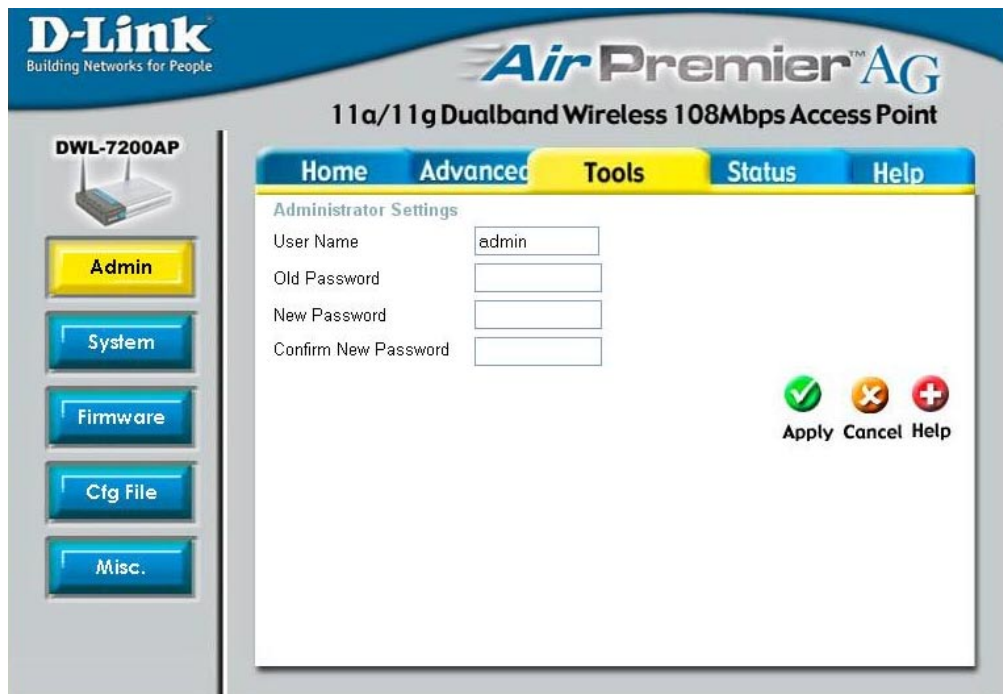 D-Link
Building Networks for People
Air Premier™ AG
11a/11g Dualband Wireless 108Mbps Access Point
DWL-7200AP
Home Advanced Tools Status Help
Administrator Settings
Admin
User Name admin
Old Password
New Password
System
Confirm New Password
Firmware
Apply Cancel Help
Cfg File
Misc.